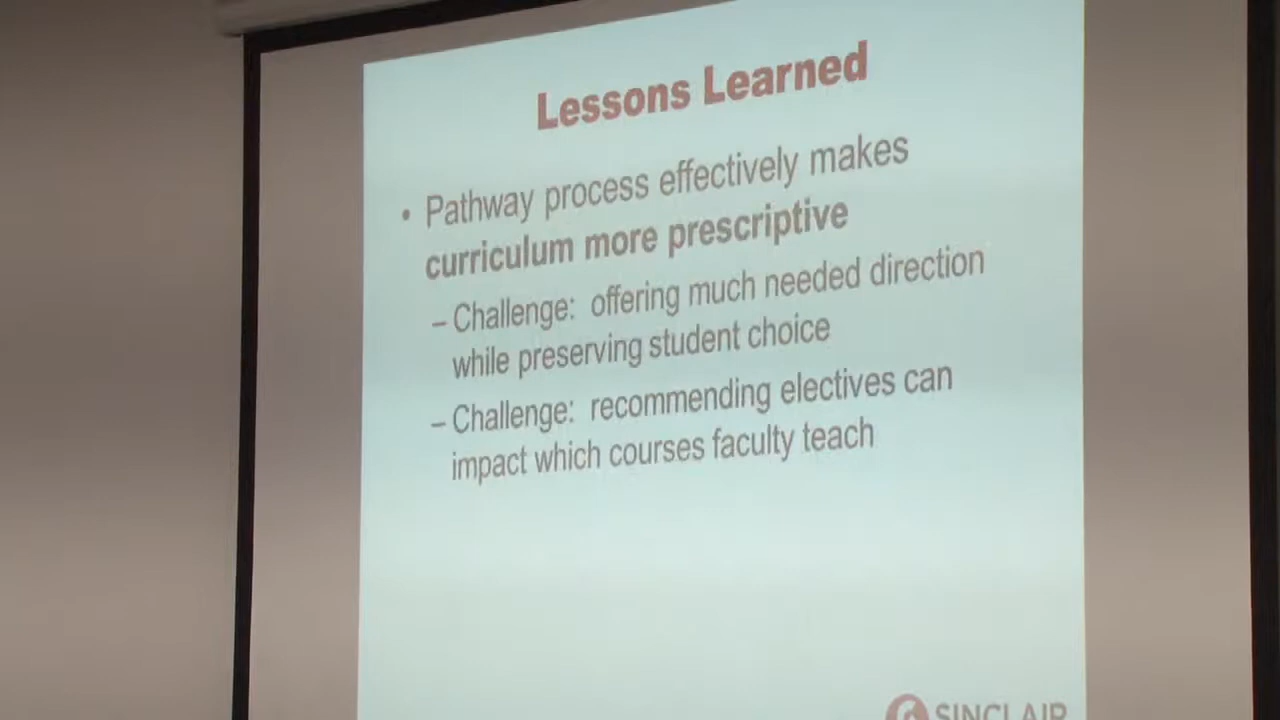 Lessons Learned
• Pathway process effectively makes
curriculum more prescriptive
– Challenge: offering much needed direction
while preserving student choice
– Challenge: recommending electives can
impact which courses faculty teach
SINCLAIR